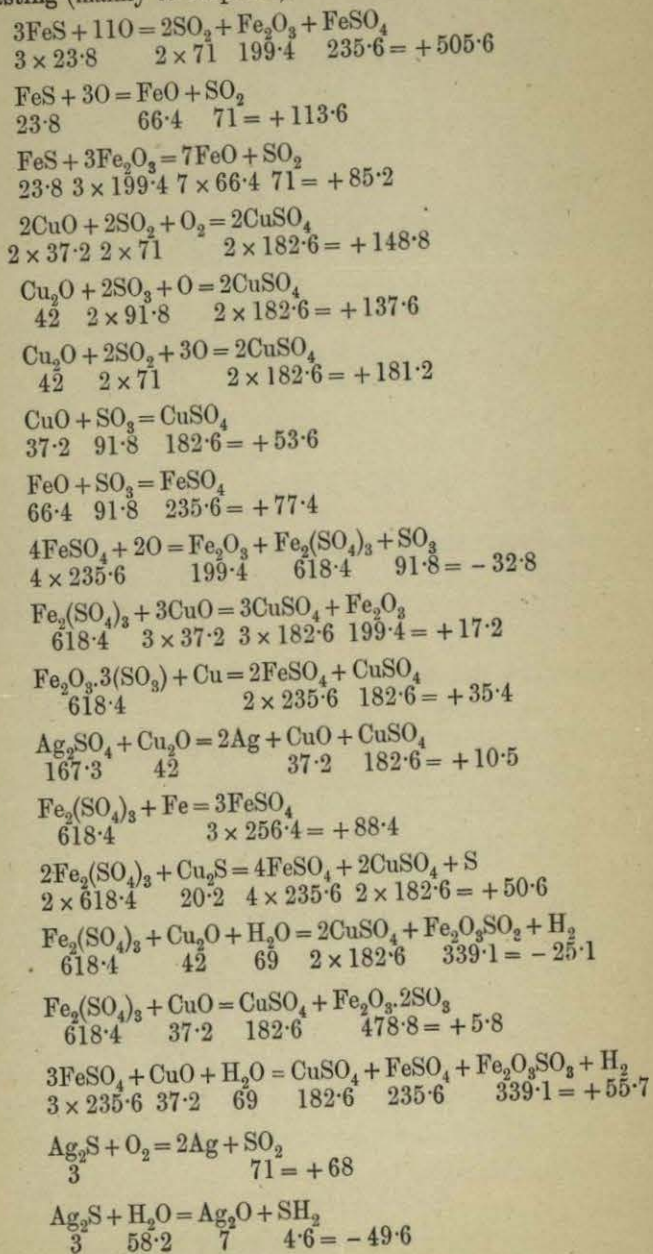 3FeS + 11O = 2SO₂ + Fe₂O₃ + FeSO₄
3 × 23·8 2 × 71 199·4 235·6 = + 505·6
FeS + 3O = FeO + SO₂
23·8 66·4 71 = + 113·6
FeS + 3Fe₂O₃ = 7FeO + SO₂
23·8 3 × 199·4 7 × 66·4 71 = + 85·2
2CuO + 2SO₂ + O₂ = 2CuSO₄
2 × 37·2 2 × 71 2 × 182·6 = + 148·8
Cu₂O + 2SO₃ + O = 2CuSO₄
42 2 × 91·8 2 × 182·6 = + 137·6
Cu₂O + 2SO₂ + 3O = 2CuSO₄
42 2 × 71 2 × 182·6 = + 181·2
CuO + SO₃ = CuSO₄
37·2 91·8 182·6 = + 53·6
FeO + SO₃ = FeSO₄
66·4 91·8 235·6 = + 77·4
4FeSO₄ + 2O = Fe₂O₃ + Fe₂(SO₄)₃ + SO₃
4 × 235·6 199·4 618·4 91·8 = − 32·8
Fe₂(SO₄)₃ + 3CuO = 3CuSO₄ + Fe₂O₃
618·4 3 × 37·2 3 × 182·6 199·4 = + 17·2
Fe₂O₃.3(SO₃) + Cu = 2FeSO₄ + CuSO₄
618·4 2 × 235·6 182·6 = + 35·4
Ag₂SO₄ + Cu₂O = 2Ag + CuO + CuSO₄
167·3 42 37·2 182·6 = + 10·5
Fe₂(SO₄)₃ + Fe = 3FeSO₄
618·4 3 × 256·4 = + 88·4
2Fe₂(SO₄)₃ + Cu₂S = 4FeSO₄ + 2CuSO₄ + S
2 × 618·4 20·2 4 × 235·6 2 × 182·6 = + 50·6
Fe₂(SO₄)₃ + Cu₂O + H₂O = 2CuSO₄ + Fe₂O₃SO₂ + H₂
618·4 42 69 2 × 182·6 339·1 = − 25·1
Fe₂(SO₄)₃ + CuO = CuSO₄ + Fe₂O₃.2SO₃
618·4 37·2 182·6 478·8 = + 5·8
3FeSO₄ + CuO + H₂O = CuSO₄ + FeSO₄ + Fe₂O₃SO₃ + H₂
3 × 235·6 37·2 69 182·6 235·6 339·1 = + 55·7
Ag₂S + O₂ = 2Ag + SO₂
3 71 = + 68
Ag₂S + H₂O = Ag₂O + SH₂
3 58·2 7 4·6 = − 49·6